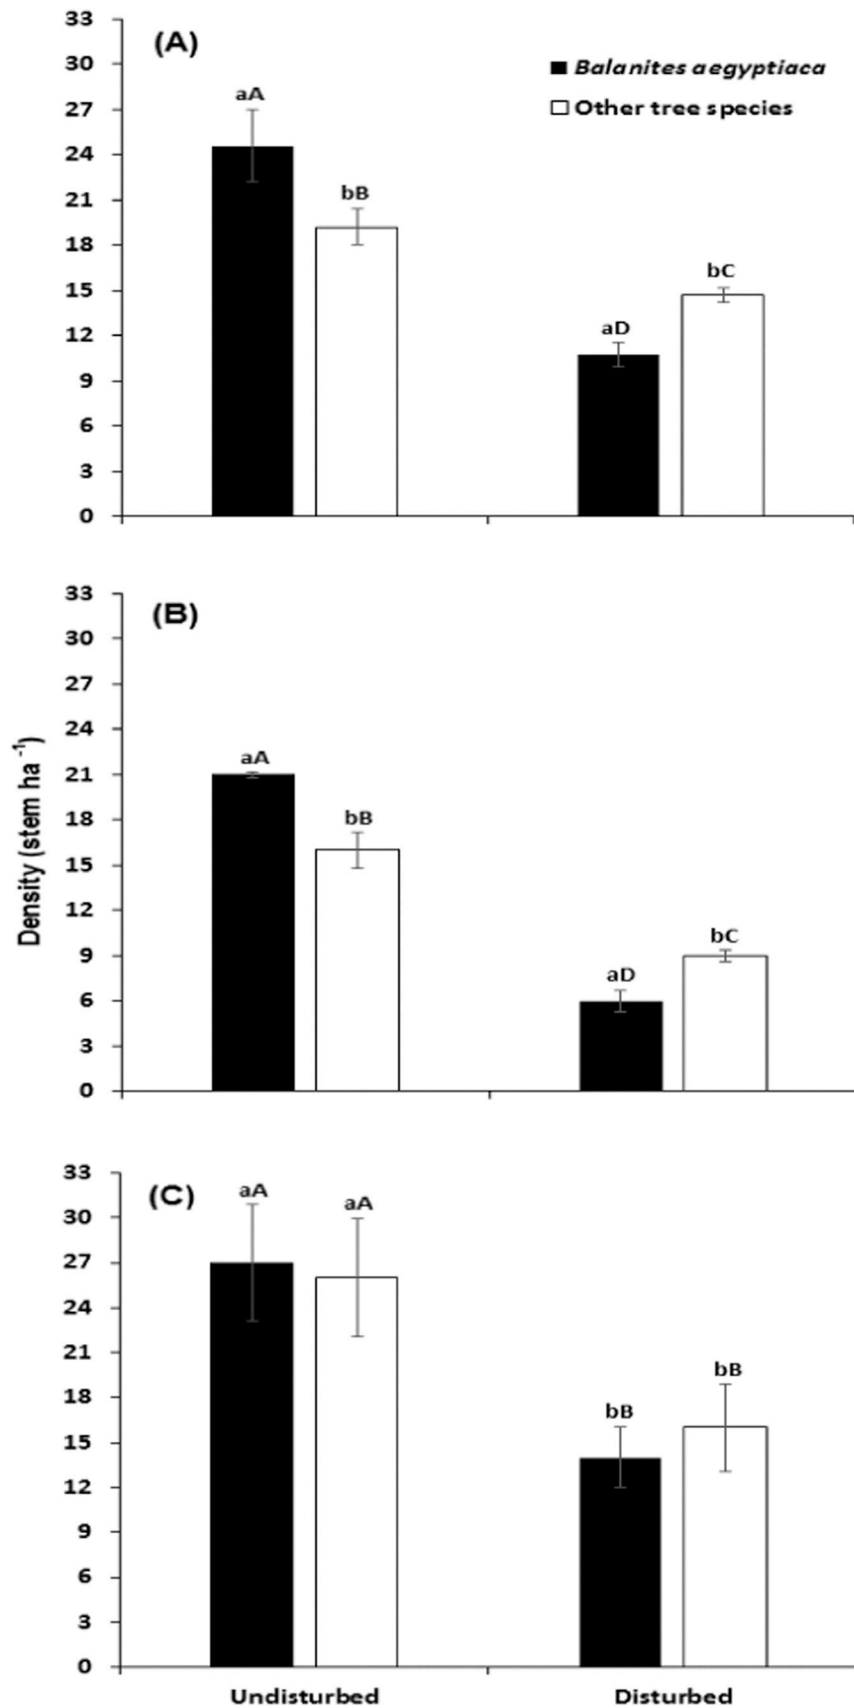 33
(A)
30
Balanites aegyptiaca
27
aA
Other tree species
24
21
bB
18
15
bC
12
aD
9
6
3
0
33
(B)
30
27
24
aA
21
18
bB
15
12
9
bC
aD
6
3
0
Density (stem ha⁻¹)
33
(C)
aA
aA
30
27
24
21
18
bB
bB
15
12
9
6
3
0
Undisturbed
Disturbed